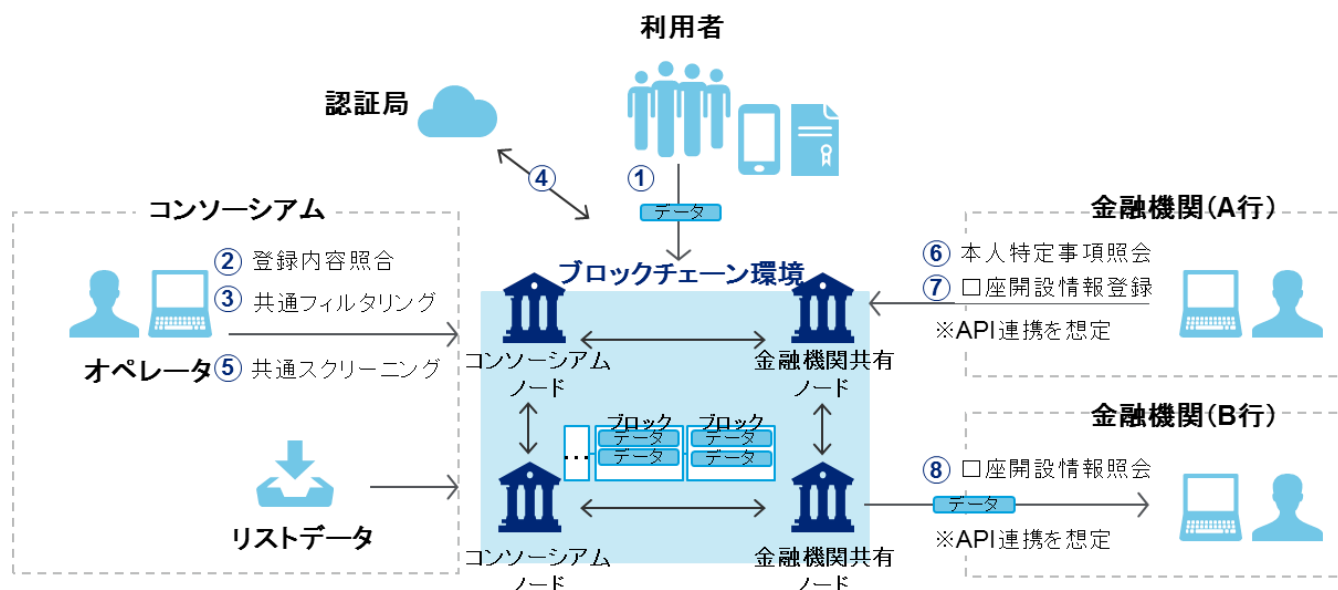 利用者
認証局
④
①
データ
コンソーシアム
② 登録内容照合
③ 共通フィルタリング
オペレータ
⑤ 共通スクリーニング
リストデータ
ブロックチェーン環境
コンソーシアム
ノード
金融機関共有
ノード
ブロック
データ
データ
データ
データ
...
コンソーシアム
ノード
金融機関共有
ノード
金融機関(A行)
⑥ 本人特定事項照会
⑦ 口座開設情報登録
※API連携を想定
金融機関(B行)
⑧ 口座開設情報照会
データ
※API連携を想定